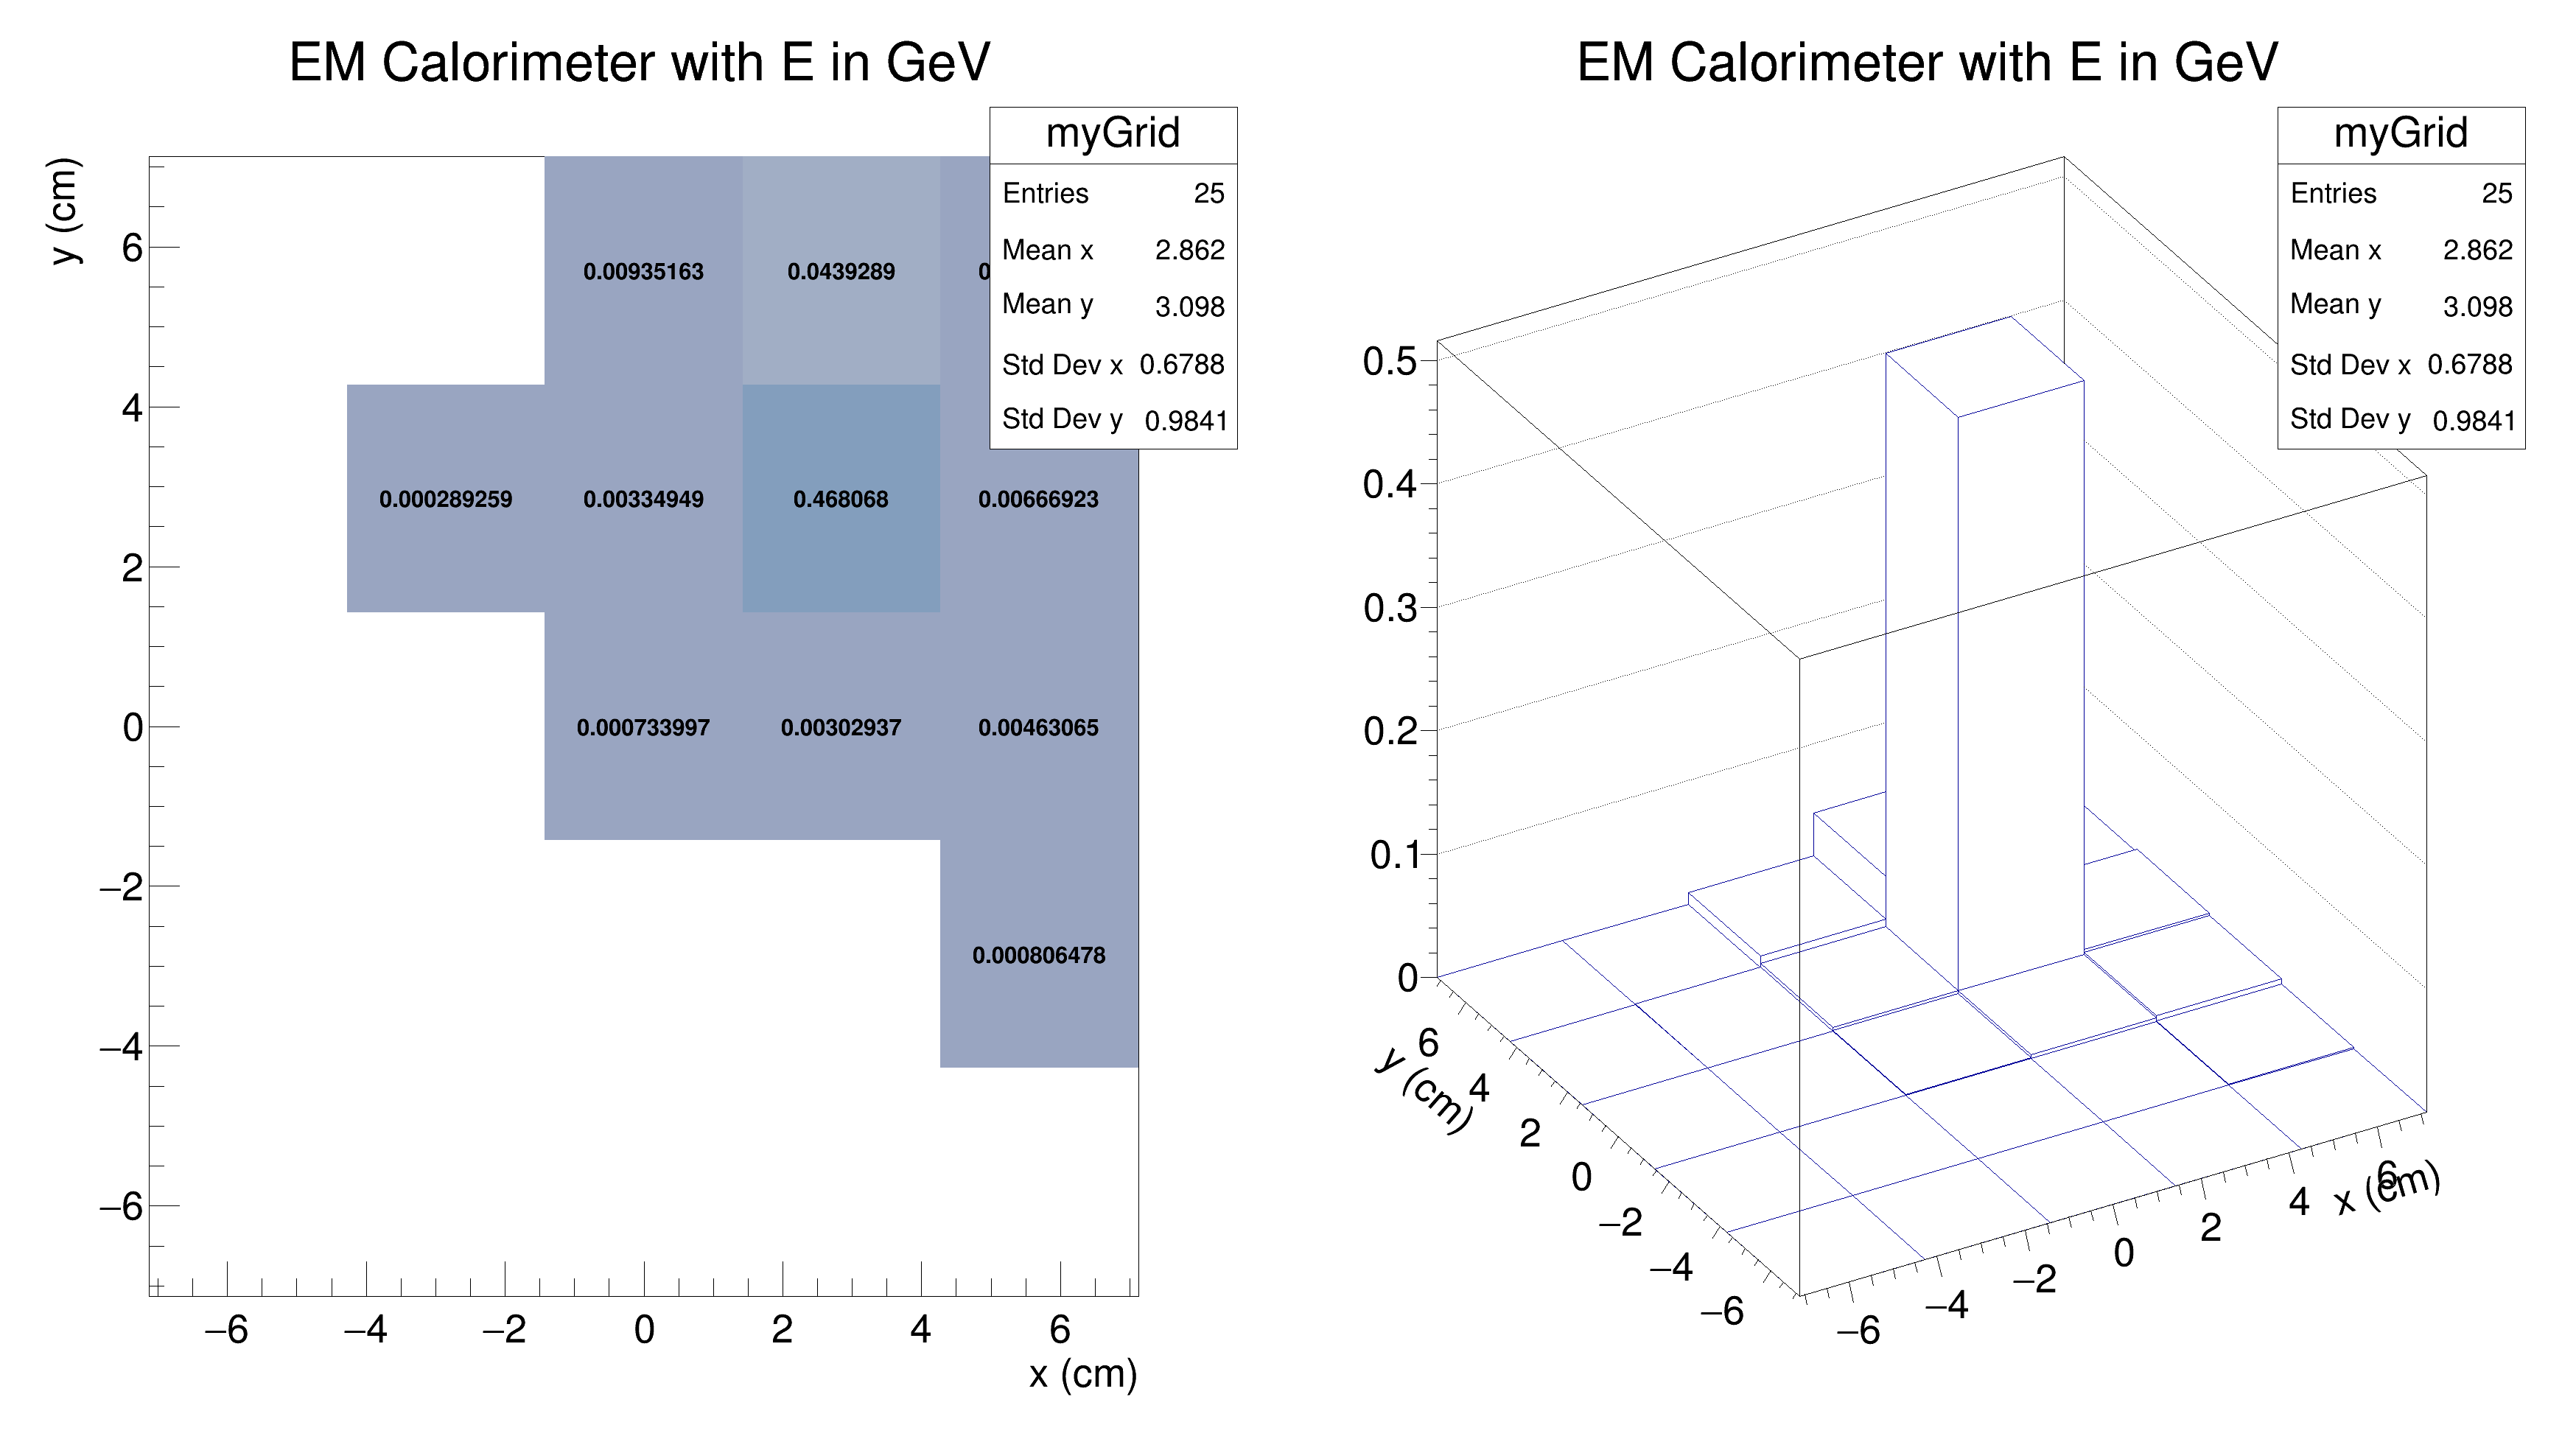 EM Calorimeter with E in GeV
myGrid
Entries 25
Mean x 2.862
Mean y 3.098
Std Dev x 0.6788
Std Dev y 0.9841
y (cm)
6
4
2
0
−2
−4
−6
0.00935163 0.0439289
0.000289259 0.00334949 0.468068 0.00666923
0.000733997 0.00302937 0.00463065
0.000806478
−6 −4 −2 0 2 4 6
x (cm)
EM Calorimeter with E in GeV
myGrid
Entries 25
Mean x 2.862
Mean y 3.098
Std Dev x 0.6788
Std Dev y 0.9841
0.5
0.4
0.3
0.2
0.1
0
6
4
2
0
−2
−4
−6
y (cm)
−6 −4 −2 0 2 4 6
x (cm)